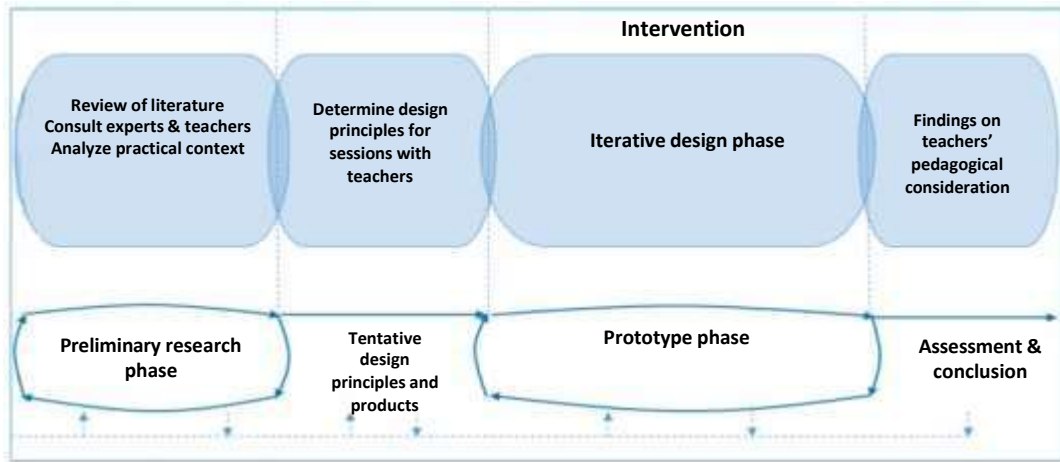 Intervention
Review of literature
Consult experts & teachers
Analyze practical context
Determine design
principles for
sessions with
teachers
Iterative design phase
Findings on
teachers’
pedagogical
consideration
Preliminary research
phase
Tentative
design
principles and
products
Prototype phase
Assessment &
conclusion